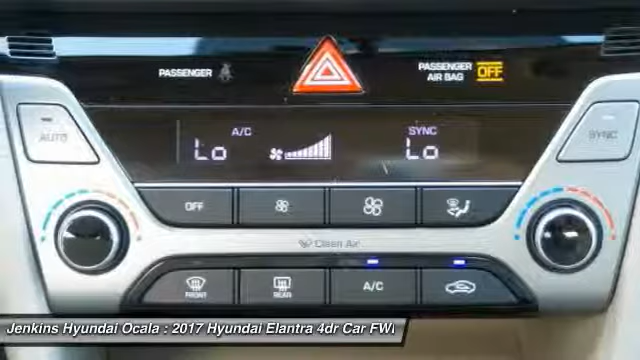 PASSENGER
PASSENGER AIR BAG OFF
AUTO
A/C
Lo
SYNC
Lo
SYNC
OFF
Clean Air
FRONT
REAR
A/C
Jenkins Hyundai Ocala : 2017 Hyundai Elantra 4dr Car FW